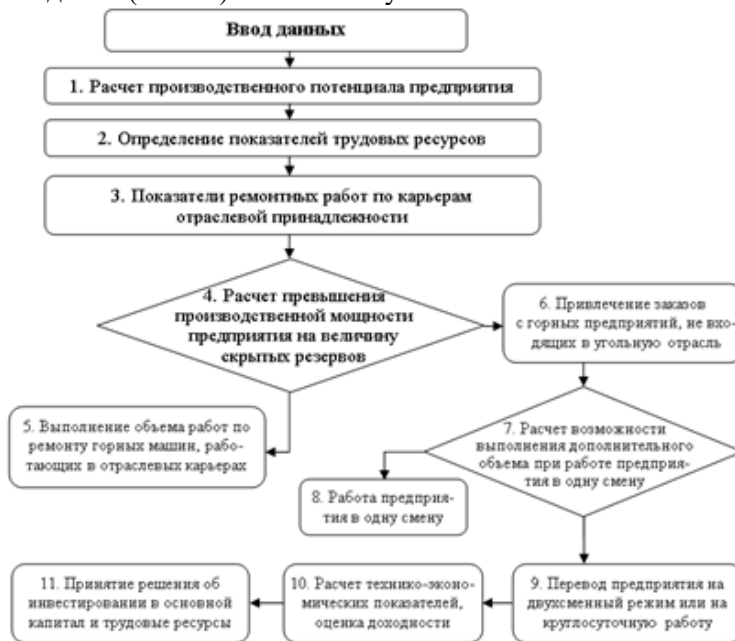 Ввод данных
1. Расчет производственного потенциала предприятия
2. Определение показателей трудовых ресурсов
3. Показатели ремонтных работ по карьерам
отраслевой принадлежности
4. Расчет превышения
производственной мощности
предприятия на величину
скрытых резервов
6. Привлечение заказов
с горных предприятий, не вхо-
дящих в угольную отрасль
5. Выполнение объема работ по
ремонту горных машин, рабо-
тающих в отраслевых карьерах
7. Расчет возможности
выполнения дополнительного
объема при работе предприя-
тия в одну смену
8. Работа предприя-
тия в одну смену
11. Принятие решения об
инвестировании в основной
капитал и трудовые ресурсы
10. Расчет технико-эконо-
мических показателей,
оценка доходности
9. Перевод предприятия на
двухсменный режим или на
круглосуточную работу